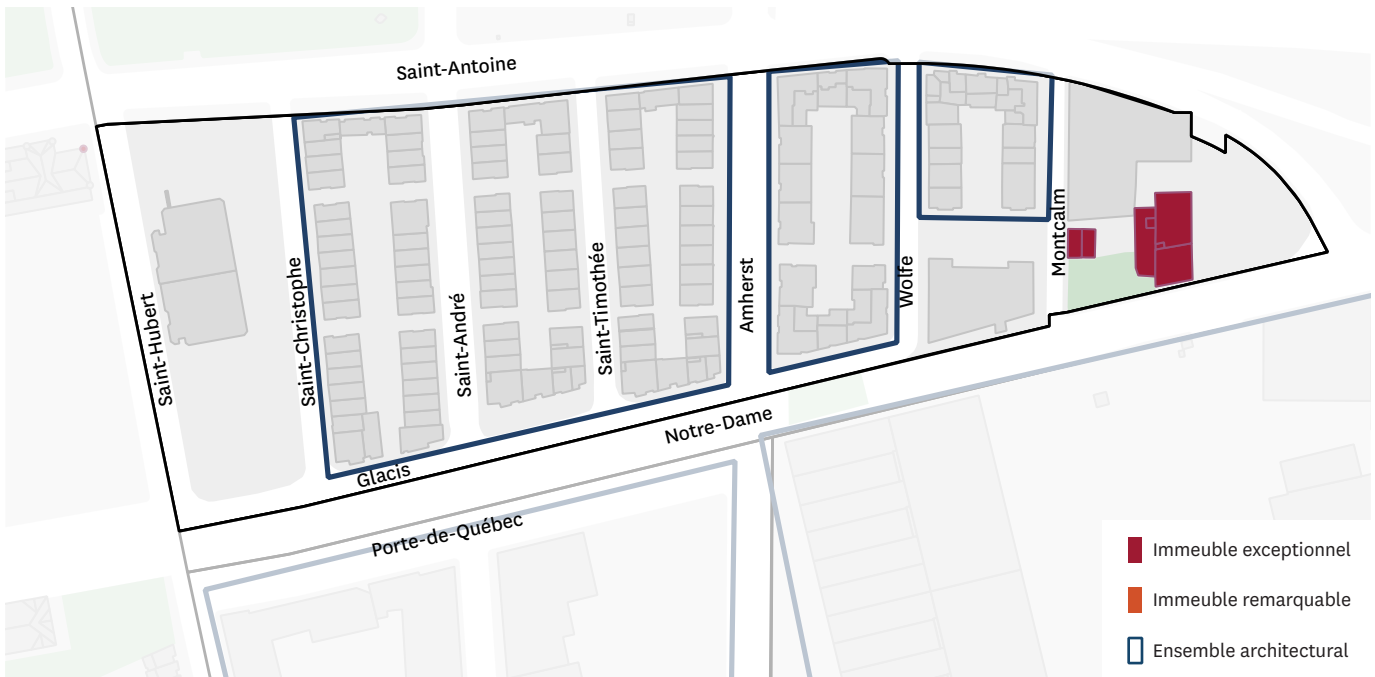 Saint-Antoine
Saint-Hubert
Saint-Christophe
Saint-André
Saint-Timothée
Amherst
Wolfe
Montcalm
Notre-Dame
Glacis
Porte-de-Québec
Immeuble exceptionnel
Immeuble remarquable
Ensemble architectural